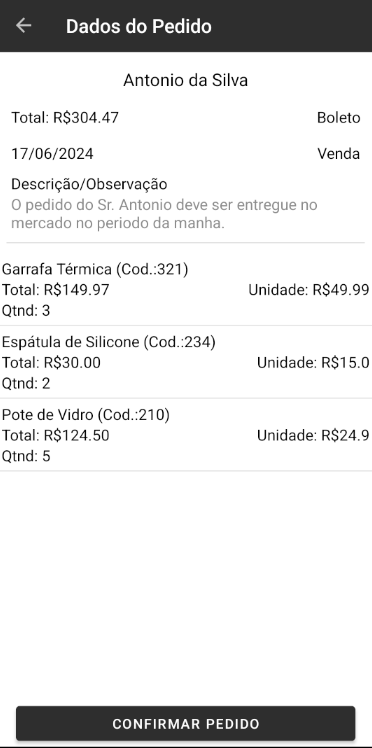 Dados do Pedido
Antonio da Silva
Total: R$304.47 Boleto
17/06/2024 Venda
Descrição/Observação
O pedido do Sr. Antonio deve ser entregue no
mercado no periodo da manha.
Garrafa Térmica (Cod.:321)
Total: R$149.97 Unidade: R$49.99
Qtnd: 3
Espátula de Silicone (Cod.:234)
Total: R$30.00 Unidade: R$15.0
Qtnd: 2
Pote de Vidro (Cod.:210)
Total: R$124.50 Unidade: R$24.9
Qtnd: 5
CONFIRMAR PEDIDO